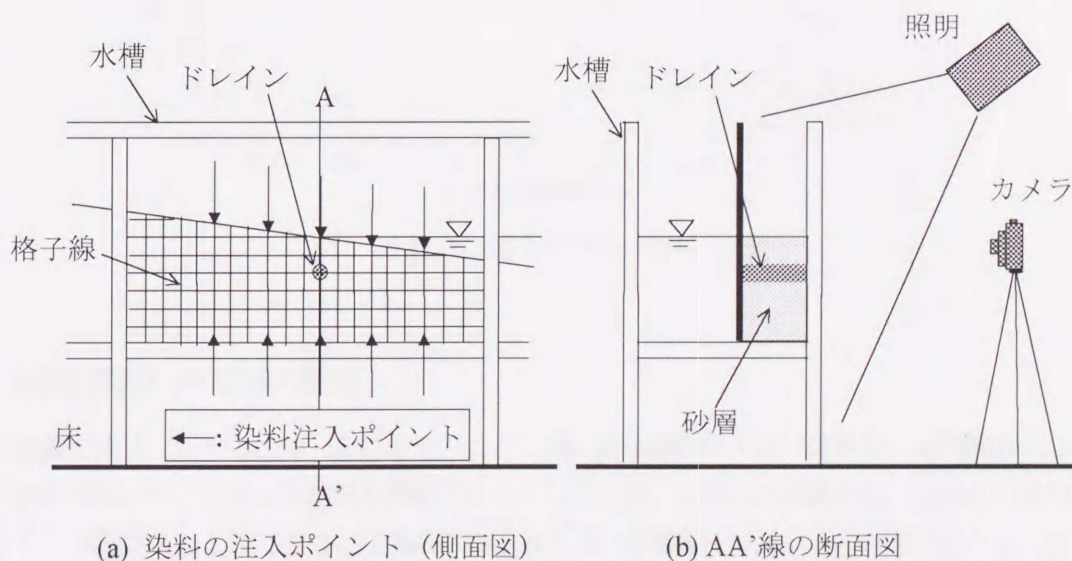 水槽
ドレイン
A
格子線
床
←: 染料注入ポイント
A’
(a) 染料の注入ポイント（側面図）
照明
水槽
ドレイン
カメラ
砂層
(b) AA’線の断面図